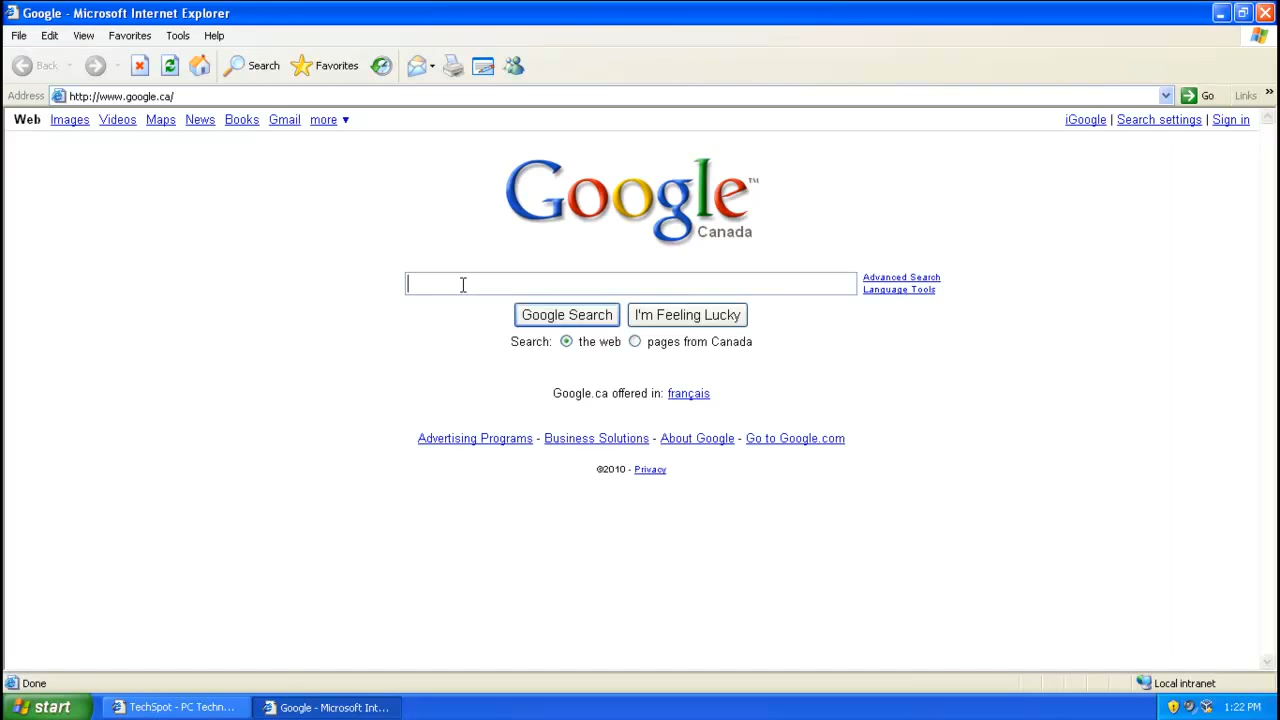 Google - Microsoft Internet Explorer
File Edit View Favorites Tools Help
Back Search Favorites
Address http://www.google.ca/ Go Links »
Web Images Videos Maps News Books Gmail more ▼ iGoogle | Search settings | Sign in
Google™
Canada
Advanced Search
Language Tools
Google Search I'm Feeling Lucky
Search: the web pages from Canada
Google.ca offered in: français
Advertising Programs - Business Solutions - About Google - Go to Google.com
©2010 - Privacy
Done Local intranet
start TechSpot - PC Techn... Google - Microsoft Int... 1:22 PM